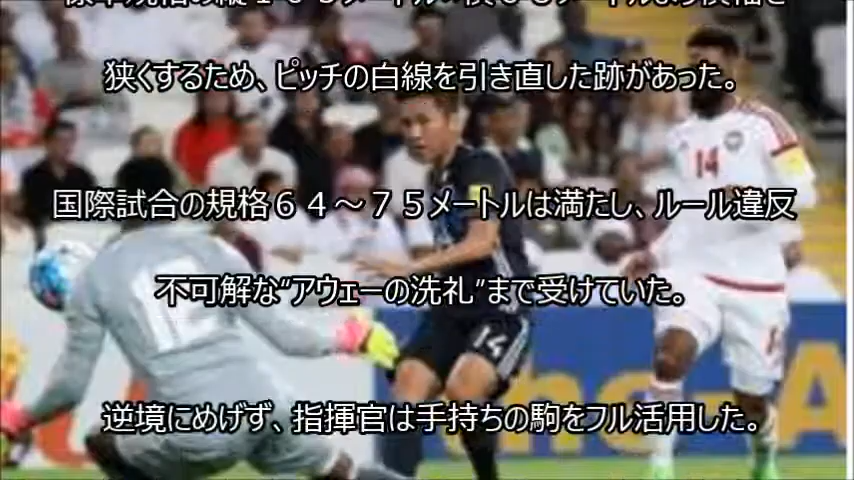 狭くするため、ピッチの白線を引き直した跡があった。
国際試合の規格６４～７５メートルは満たし、ルール違反
不可解な“アウェーの洗礼”まで受けていた。
逆境にめげず、指揮官は手持ちの駒をフル活用した。
14
12
14